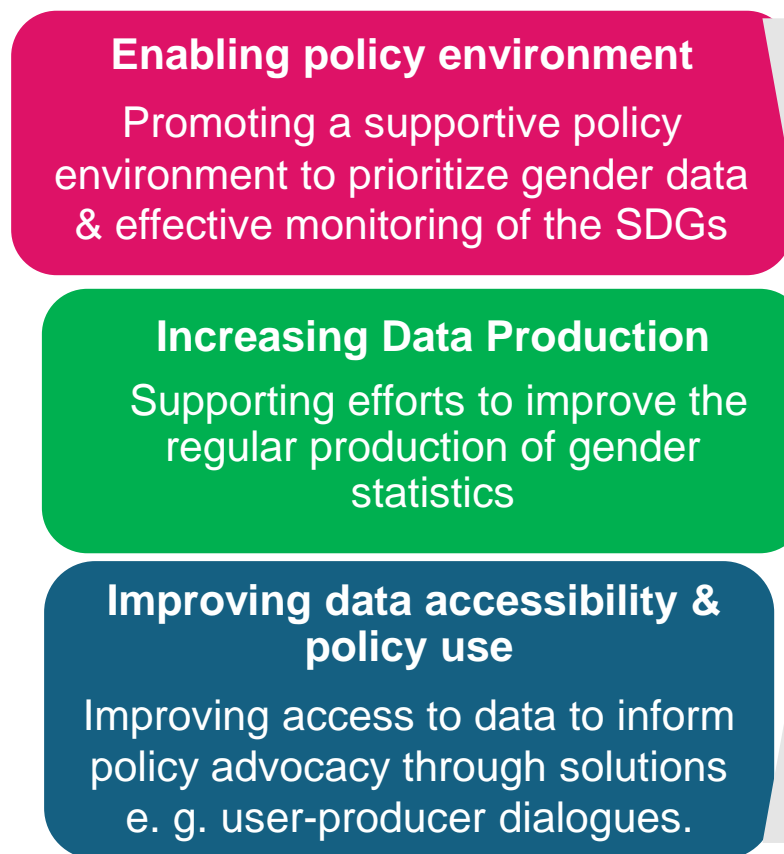 Enabling policy environment
Promoting a supportive policy
environment to prioritize gender data
& effective monitoring of the SDGs
Increasing Data Production
Supporting efforts to improve the
regular production of gender
statistics
Improving data accessibility &
policy use
Improving access to data to inform
policy advocacy through solutions
e. g. user-producer dialogues.